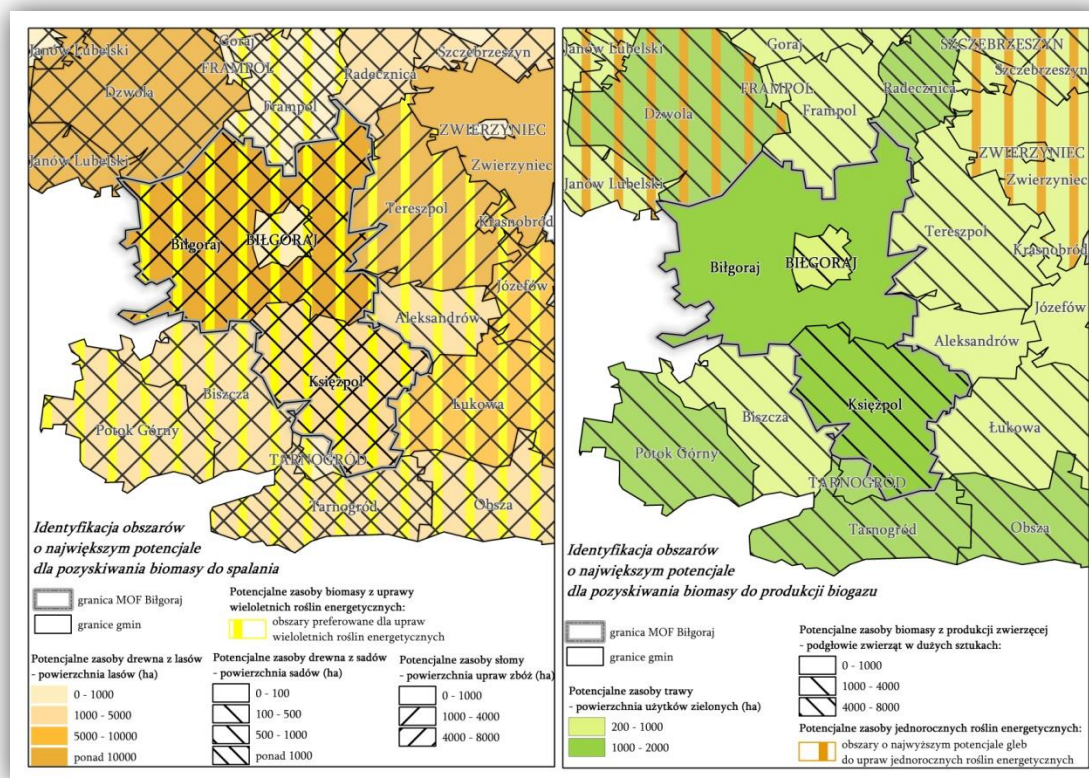 Janów Lubelski
Goraj
FRAMPOL
Szczebrzeszyn
Dzwola
Radecznica
Frampol
ZWIERZYNIEC
Janów Lubelski
Zwierzyniec
Tereszpol
Krasnobród
Biłgoraj
BIŁGORAJ
Józefów
Aleksandrów
Księżpol
Biszcza
Łukowa
Potok Górny
TARNOGRÓD
Tarnogród
Obsza
Identyfikacja obszarów
o największym potencjale
dla pozyskiwania biomasy do spalania
granica MOF Biłgoraj
granice gmin
Potencjalne zasoby biomasy z uprawy
wieloletnich roślin energetycznych:
obszary preferowane dla upraw
wieloletnich roślin energetycznych
Potencjalne zasoby drewna z lasów
- powierzchnia lasów (ha)
0 - 1000
1000 - 5000
5000 - 10000
ponad 10000
Potencjalne zasoby drewna z sadów
- powierzchnia sadów (ha)
0 - 100
100 - 500
500 - 1000
ponad 1000
Potencjalne zasoby słomy
- powierzchnia upraw zbóż (ha)
0 - 1000
1000 - 4000
4000 - 8000
Janów Lubelski
Goraj
SZCZEBRZESZYN
Szczebrzeszyn
FRAMPOL
Dzwola
Radecznica
Frampol
ZWIERZYNIEC
Janów Lubelski
Zwierzyniec
Tereszpol
Krasnobród
Biłgoraj
BIŁGORAJ
Józefów
Aleksandrów
Księżpol
Biszcza
Łukowa
Potok Górny
TARNOGRÓD
Tarnogród
Obsza
Identyfikacja obszarów
o największym potencjale
dla pozyskiwania biomasy do produkcji biogazu
granica MOF Biłgoraj
granice gmin
Potencjalne zasoby trawy
- powierzchnia użytków zielonych (ha)
200 - 1000
1000 - 2000
Potencjalne zasoby biomasy z produkcji zwierzęcej
- podgłowie zwierząt w dużych sztukach:
0 - 1000
1000 - 4000
4000 - 8000
Potencjalne zasoby jednorocznych roślin energetycznych:
obszary o najwyższym potencjale gleb
do upraw jednorocznych roślin energetycznych